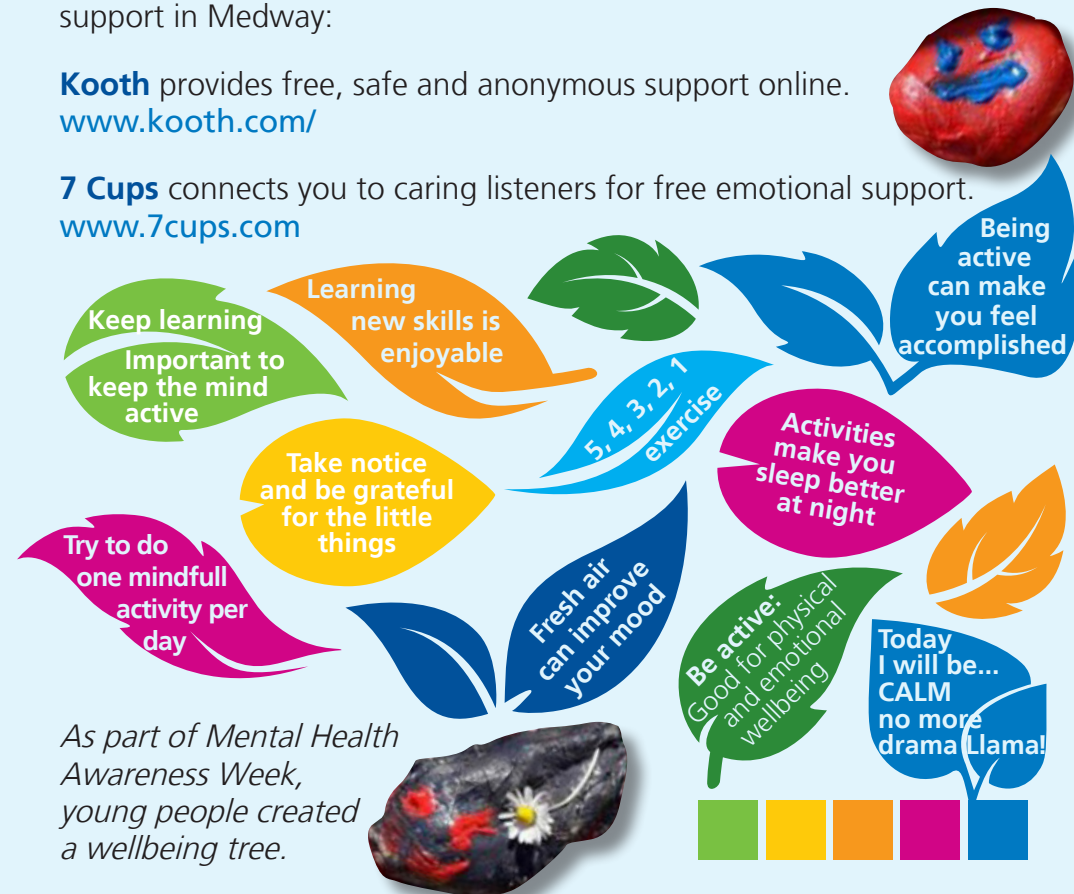 support in Medway:
Kooth provides free, safe and anonymous support online.
www.kooth.com/
7 Cups connects you to caring listeners for free emotional support.
www.7cups.com
Keep learning
Important to
keep the mind
active
Learning
new skills is
enjoyable
Being
active
can make
you feel
accomplished
5, 4, 3, 2, 1
exercise
Take notice
and be grateful
for the little
things
Activities
make you
sleep better
at night
Try to do
one mindfull
activity per
day
Fresh air
can improve
your mood
Be active:
Good for physical
and emotional
wellbeing
Today
I will be...
CALM
no more
drama Llama!
As part of Mental Health
Awareness Week,
young people created
a wellbeing tree.